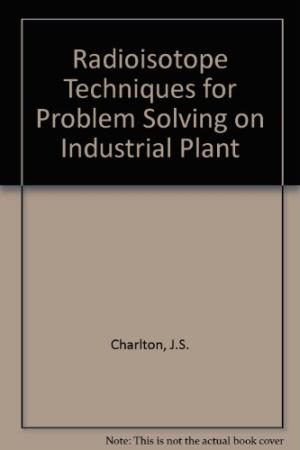 Radioisotope
Techniques for
Problem Solving on
Industrial Plant
Charlton, J.S.
Note: This is not the actual book cover